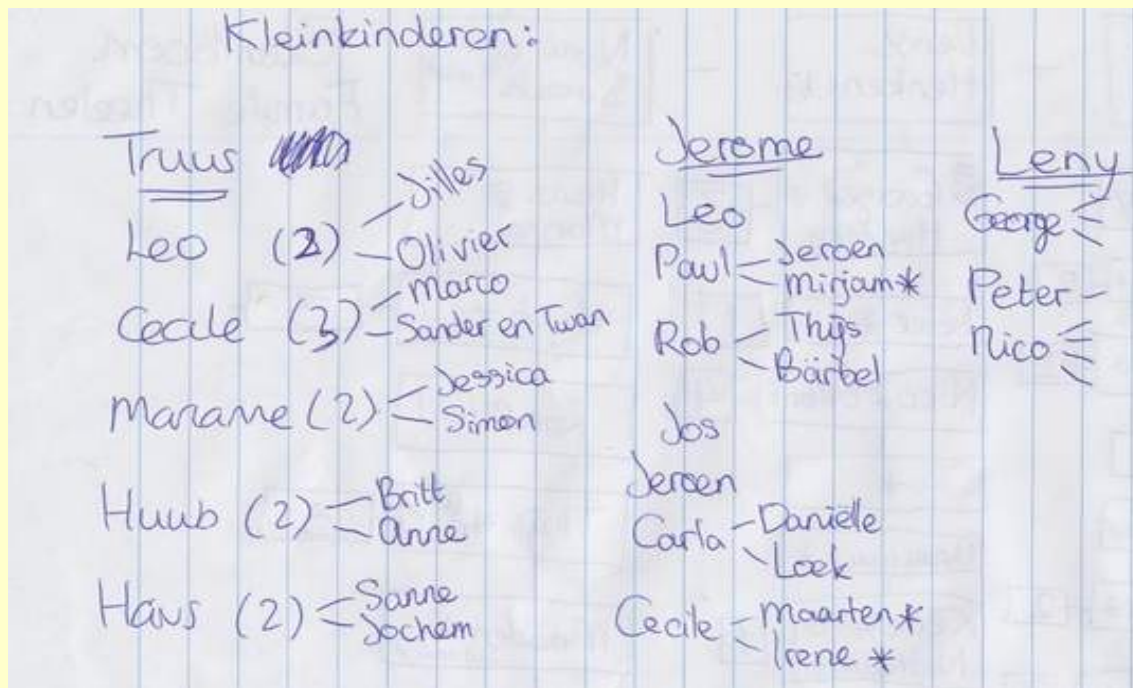 Kleinkinderen:
Truus
Leo (2) Jilles
Olivier
Cecile (3) Marco
Sander en Twan
Marianne (2) Jessica
Simon
Huub (2) Britt
Anne
Hans (2) Sanne
Jochem
Jerome
Leo
Paul Jeroen
Mirjam*
Rob Thijs
Bärbel
Jos
Jeroen
Carla Daniëlle
Loek
Cecile Maarten*
Irene *
Leny
George
Peter
Nico